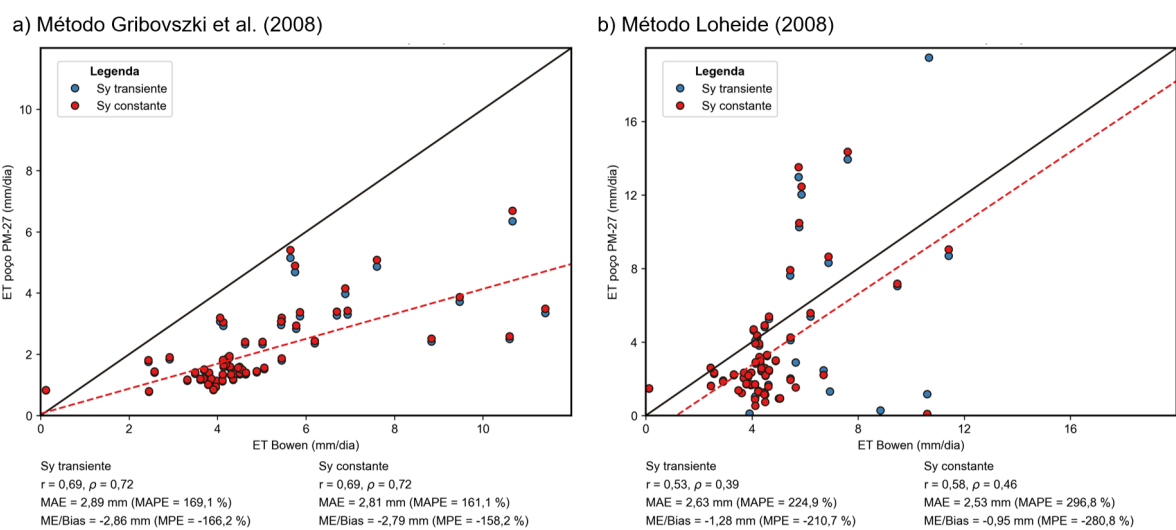 a) Método Gribovszki et al. (2008)
Legenda
Sy transiente
Sy constante
10
8
6
4
2
0
0 2 4 6 8 10
ET poço PM-27 (mm/dia)
ET Bowen (mm/dia)
Sy transiente
r = 0,69, ρ = 0,72
MAE = 2,89 mm (MAPE = 169,1 %)
ME/Bias = -2,86 mm (MPE = -166,2 %)
Sy constante
r = 0,69, ρ = 0,72
MAE = 2,81 mm (MAPE = 161,1 %)
ME/Bias = -2,79 mm (MPE = -158,2 %)
b) Método Loheide (2008)
Legenda
Sy transiente
Sy constante
16
12
8
4
0
0 4 8 12 16
ET poço PM-27 (mm/dia)
ET Bowen (mm/dia)
Sy transiente
r = 0,53, ρ = 0,39
MAE = 2,63 mm (MAPE = 224,9 %)
ME/Bias = -1,28 mm (MPE = -210,7 %)
Sy constante
r = 0,58, ρ = 0,46
MAE = 2,53 mm (MAPE = 296,8 %)
ME/Bias = -0,95 mm (MPE = -280,8 %)